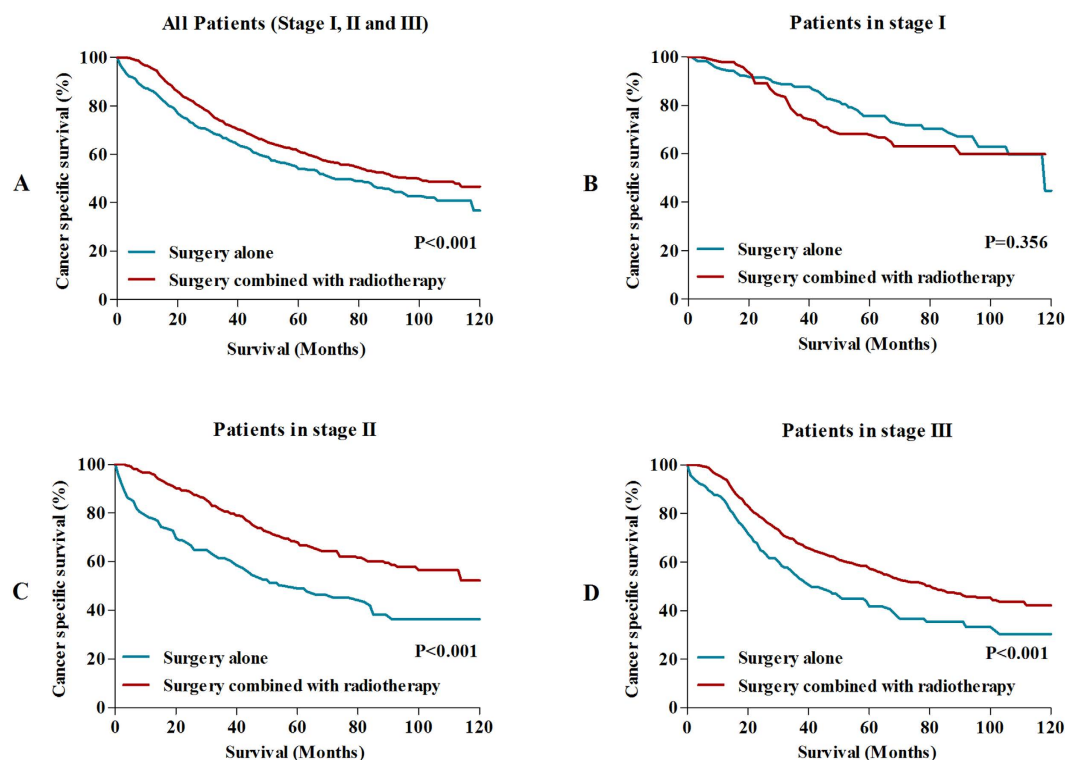 All Patients (Stage I, II and III)
A
Cancer specific survival (%)
100
80
60
40
20
0
Surgery alone
Surgery combined with radiotherapy
P<0.001
0 20 40 60 80 100 120
Survival (Months)
Patients in stage I
B
Cancer specific survival (%)
100
80
60
40
20
0
Surgery alone
Surgery combined with radiotherapy
P=0.356
0 20 40 60 80 100 120
Survival (Months)
Patients in stage II
C
Cancer specific survival (%)
100
80
60
40
20
0
Surgery alone
Surgery combined with radiotherapy
P<0.001
0 20 40 60 80 100 120
Survival (Months)
Patients in stage III
D
Cancer specific survival (%)
100
80
60
40
20
0
Surgery alone
Surgery combined with radiotherapy
P<0.001
0 20 40 60 80 100 120
Survival (Months)